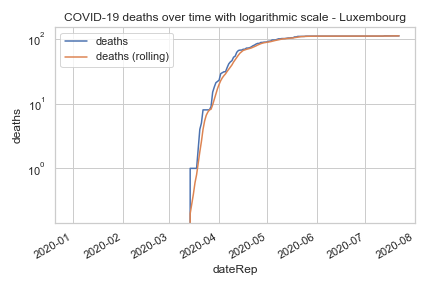 COVID-19 deaths over time with logarithmic scale - Luxembourg
deaths
deaths (rolling)
10²
10¹
10⁰
deaths
2020-01
2020-02
2020-03
2020-04
2020-05
2020-06
2020-07
2020-08
dateRep